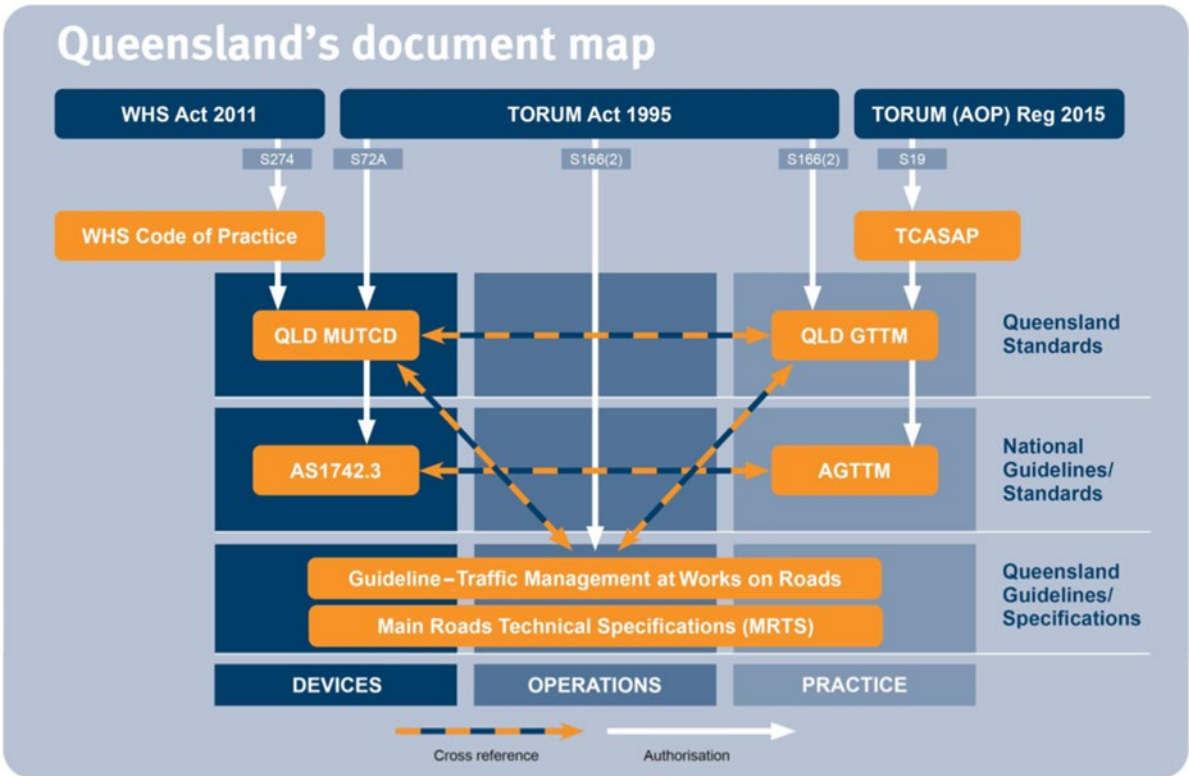 Queensland's document map
WHS Act 2011
TORUM Act 1995
TORUM (AOP) Reg 2015
S274
S72A
S166(2)
S166(2)
S19
WHS Code of Practice
TCASAP
QLD MUTCD
QLD GTTM
Queensland
Standards
AS1742.3
AGTTM
National
Guidelines/
Standards
Guideline–Traffic Management at Works on Roads
Main Roads Technical Specifications (MRTS)
Queensland
Guidelines/
Specifications
DEVICES
OPERATIONS
PRACTICE
Cross reference
Authorisation